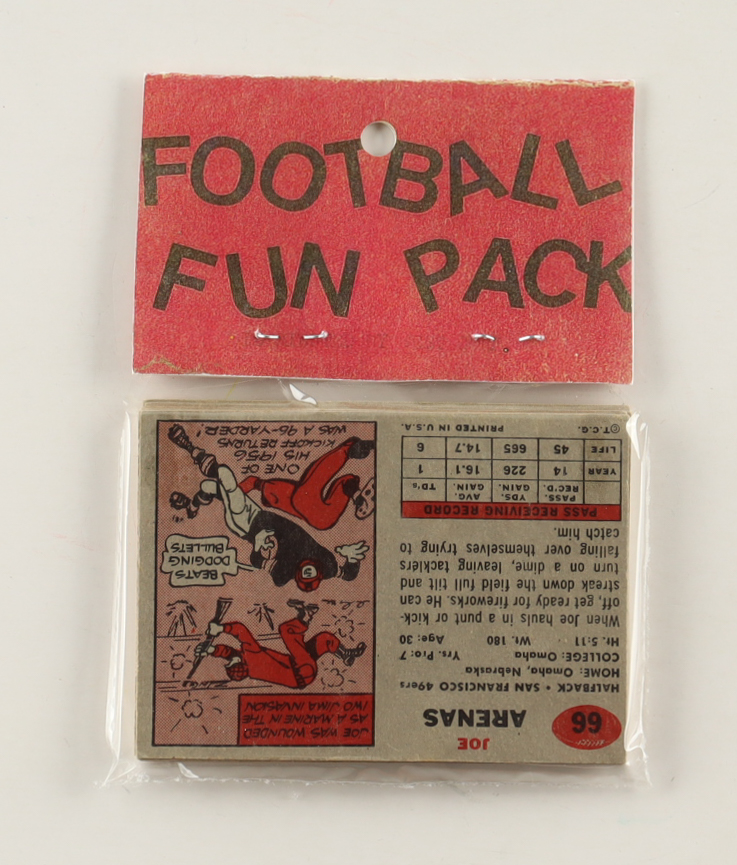 FOOTBALL
FUN PACK
99
JOE
ARENAS
HALFBACK • SAN FRANCISCO 49ers
HOME: Omaha, Nebraska
COLLEGE: Omaha Yrs. Pro: 7
Ht. 5:11 Wt. 180 Age: 30
When Joe hauls in a punt or kick-
off, get ready for fireworks. He can
streak down the field full tilt and
turn on a dime, leaving tacklers
falling over themselves trying to
catch him.
PASS RECEIVING RECORD
PASS. REC'D. YDS. GAIN. AVG. GAIN. TD's
YEAR 14 226 16.1 1
LIFE 45 665 14.7 6
©T.C.G. PRINTED IN U.S.A.
JOE WAS WOUNDED
AS A MARINE IN THE
IWO JIMA INVASION
BEATS
DODGING
BULLETS
ONE OF
HIS 1956
KICKOFF RETURNS
WAS A 96-YARDER!